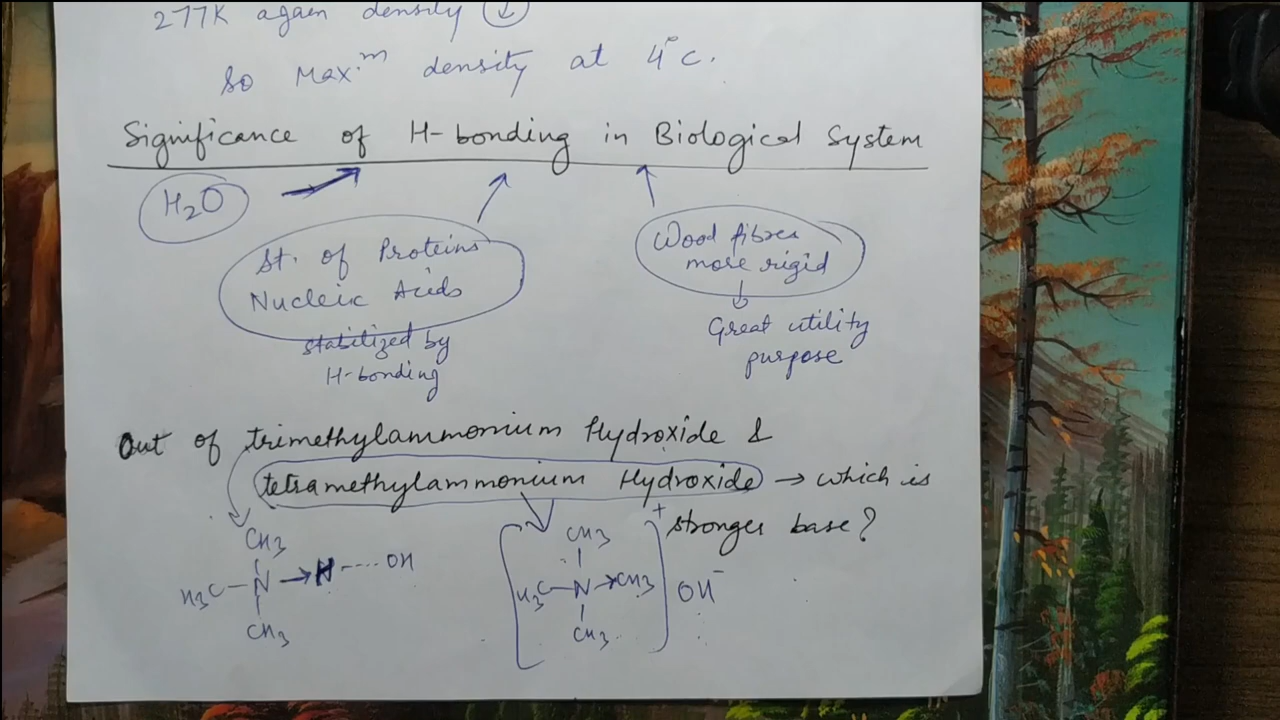 277K again density ↓
So Max.m density at 4°C.
Significance of H-bonding in Biological System
H2O
St. of Proteins
Nucleic Acids
stabilized by
H-bonding
Wood fibres
more rigid
Great utility
purpose
Out of trimethylammonium Hydroxide &
tetramethylammonium Hydroxide → which is
stronger base?
CH3
H3C—N→H----OH
CH3
CH3
[H3C—N→CH3]+ OH-
CH3